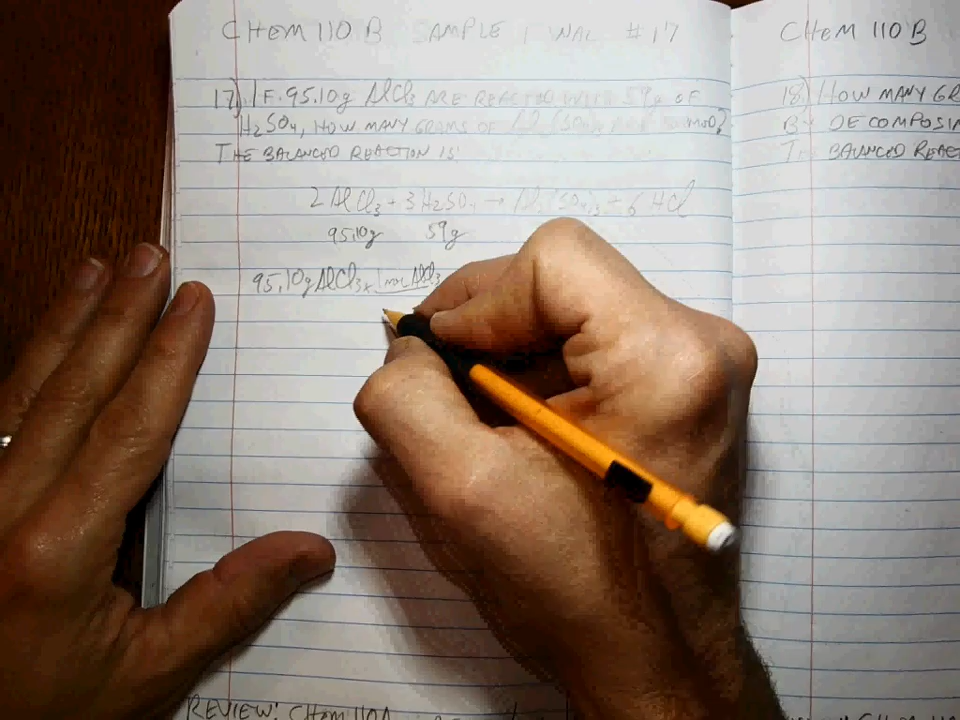 CHEM 110 B SAMPLE FINAL #17
17) IF 95.10g AlCl3 ARE REACTED WITH 59g OF
H2SO4, HOW MANY GRAMS OF Al2(SO4)3 ARE FORMED?
THE BALANCED REACTION IS:
2 AlCl3 + 3 H2SO4 → Al2(SO4)3 + 6 HCl
95.10g 59g
95.10g AlCl3 x 1 mol AlCl3
REVIEW: CHEM 110A
CHEM 110 B
18) HOW MANY GR
BY DECOMPOSIN
THE BALANCED REACT